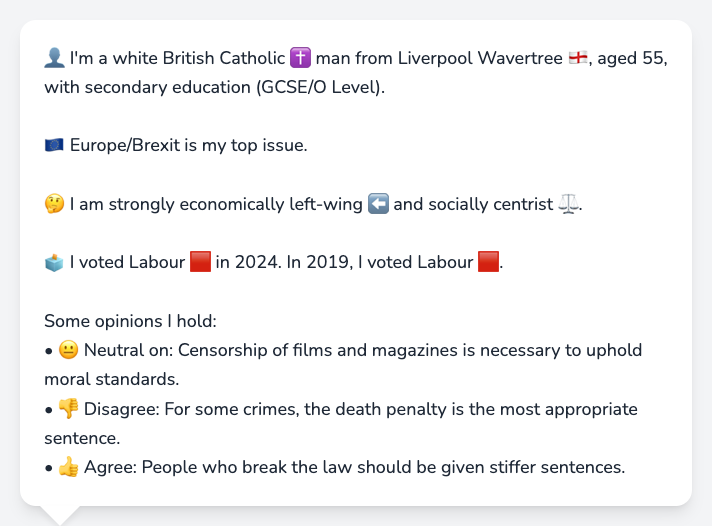 👤 I'm a white British Catholic ✝️ man from Liverpool Wavertree 🏴󠁧󠁢󠁥󠁮󠁧󠁿, aged 55,
with secondary education (GCSE/O Level).
🇪🇺 Europe/Brexit is my top issue.
🤔 I am strongly economically left-wing ⬅️ and socially centrist ⚖️.
🗳️ I voted Labour 🟥 in 2024. In 2019, I voted Labour 🟥.
Some opinions I hold:
• 😐 Neutral on: Censorship of films and magazines is necessary to uphold
moral standards.
• 👎 Disagree: For some crimes, the death penalty is the most appropriate
sentence.
• 👍 Agree: People who break the law should be given stiffer sentences.